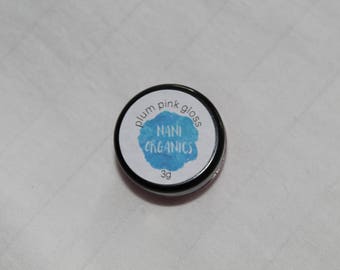 plum pink gloss
NANI
ORGANICS
3g